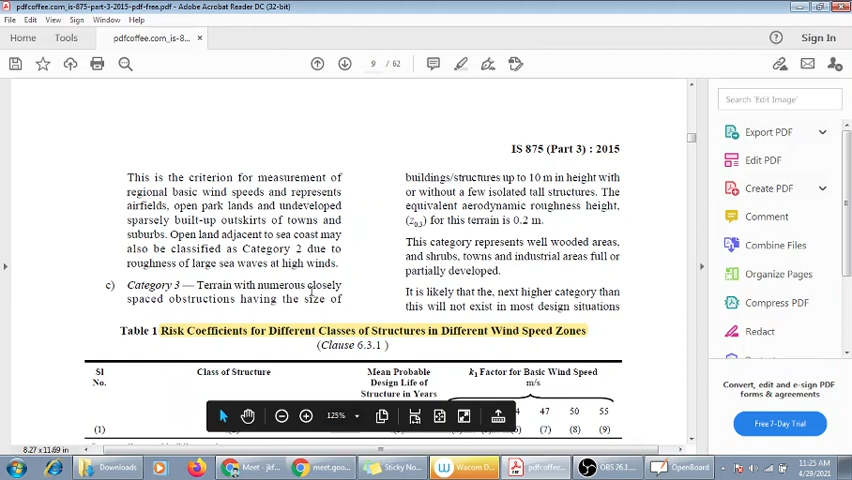 pdfcoffee.com_is-875-part-3-2015-pdf-free.pdf - Adobe Acrobat Reader DC (32-bit)
File Edit View Sign Window Help
Home Tools pdfcoffee.com_is-8... × Sign In
9 / 62
Search 'Edit Image'
Export PDF
Edit PDF
Create PDF
Comment
Combine Files
Organize Pages
Compress PDF
Redact
Convert, edit and e-sign PDF
forms & agreements
Free 7-Day Trial
IS 875 (Part 3) : 2015
This is the criterion for measurement of
regional basic wind speeds and represents
airfields, open park lands and undeveloped
sparsely built-up outskirts of towns and
suburbs. Open land adjacent to sea coast may
also be classified as Category 2 due to
roughness of large sea waves at high winds.
c) Category 3 — Terrain with numerous closely
spaced obstructions having the size of
buildings/structures up to 10 m in height with
or without a few isolated tall structures. The
equivalent aerodynamic roughness height,
(z0,3) for this terrain is 0.2 m.
This category represents well wooded areas,
and shrubs, towns and industrial areas full or
partially developed.
It is likely that the, next higher category than
this will not exist in most design situations
Table 1 Risk Coefficients for Different Classes of Structures in Different Wind Speed Zones
(Clause 6.3.1 )
Sl
No.
Class of Structure
Mean Probable
Design Life of
Structure in Years
k1 Factor for Basic Wind Speed
m/s
4 47 50 55
(1) (6) (7) (8) (9)
125%
8.27 x 11.69 in
Downloads
Meet - jkf...
meet.goo...
Sticky No...
Wacom D...
pdfcoffee...
OBS 26.1...
OpenBoard
11:25 AM
4/29/2021